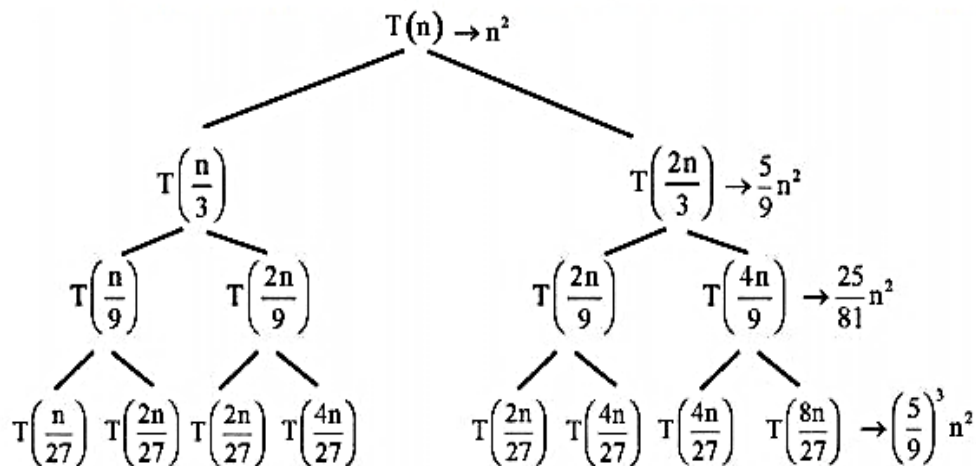 T(n) → n²
T(n/3) T(2n/3) → 5/9 n²
T(n/9) T(2n/9) T(2n/9) T(4n/9) → 25/81 n²
T(n/27) T(2n/27) T(2n/27) T(4n/27) T(2n/27) T(4n/27) T(4n/27) T(8n/27) → (5/9)³ n²